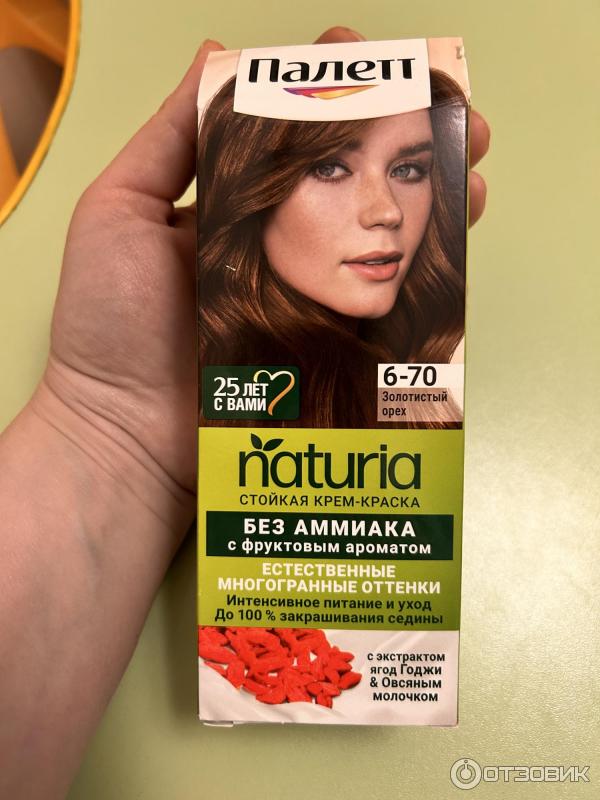 Палетт
25 ЛЕТ
С ВАМИ
6-70
Золотистый
орех
naturia
СТОЙКАЯ КРЕМ-КРАСКА
БЕЗ АММИАКА
с фруктовым ароматом
ЕСТЕСТВЕННЫЕ
МНОГОГРАННЫЕ ОТТЕНКИ
Интенсивное питание и уход
До 100 % закрашивания седины
с экстрактом
ягод Годжи
& Овсяным
молочком
ОТЗОВИК